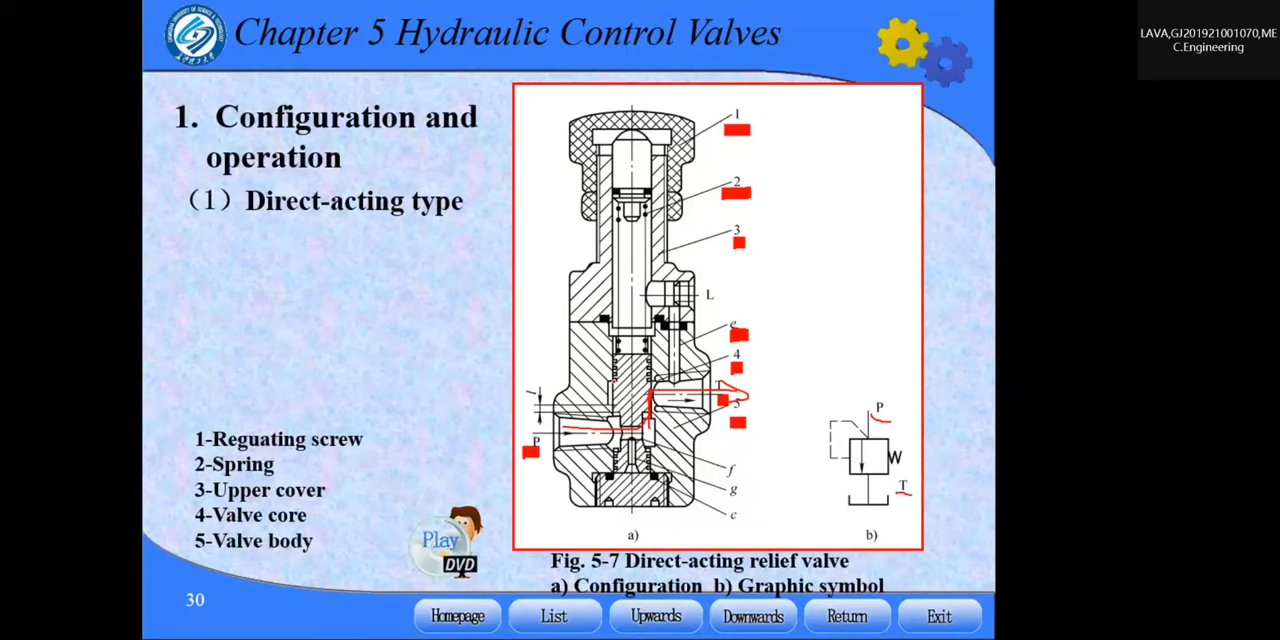 Chapter 5 Hydraulic Control Valves
LAVA,GJ201921001070,ME
C.Engineering
1. Configuration and
operation
（1）Direct-acting type
1-Reguating screw
2-Spring
3-Upper cover
4-Valve core
5-Valve body
1
2
3
L
e
4
T
5
l
P
f
g
c
a)
P
W
T
b)
Play
DVD
Fig. 5-7 Direct-acting relief valve
a) Configuration b) Graphic symbol
30
Homepage
List
Upwards
Downwards
Return
Exit